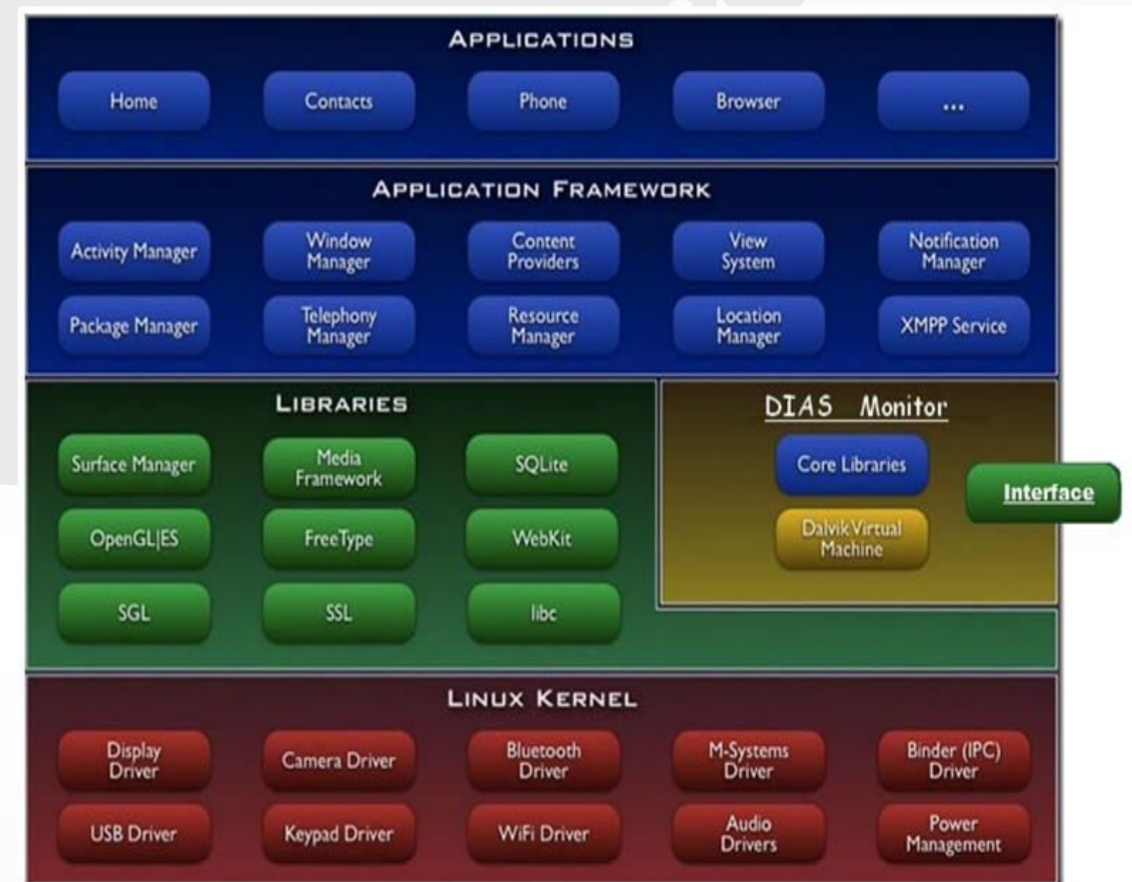 APPLICATIONS
Home
Contacts
Phone
Browser
...
APPLICATION FRAMEWORK
Activity Manager
Window
Manager
Content
Providers
View
System
Notification
Manager
Package Manager
Telephony
Manager
Resource
Manager
Location
Manager
XMPP Service
LIBRARIES
Surface Manager
Media
Framework
SQLite
OpenGL|ES
FreeType
WebKit
SGL
SSL
libc
DIAS Monitor
Core Libraries
Interface
Dalvik Virtual
Machine
LINUX KERNEL
Display
Driver
Camera Driver
Bluetooth
Driver
M-Systems
Driver
Binder (IPC)
Driver
USB Driver
Keypad Driver
WiFi Driver
Audio
Drivers
Power
Management